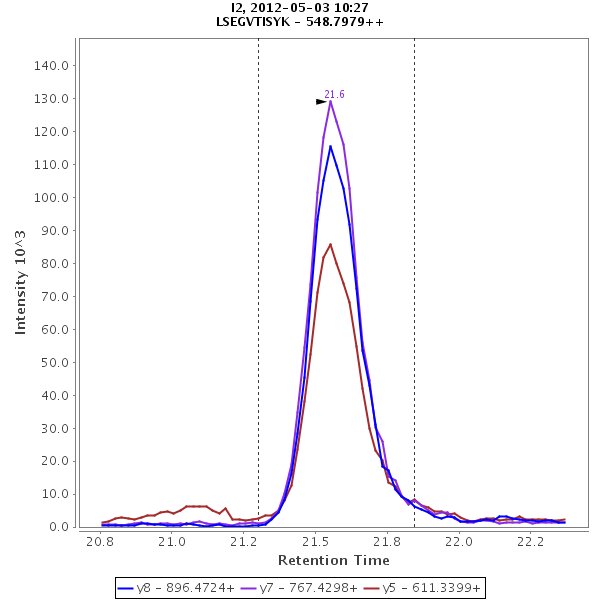 I2, 2012-05-03 10:27
LSEGVTISYK - 548.7979++
21.6
140.0
130.0
120.0
110.0
100.0
90.0
80.0
70.0
60.0
50.0
40.0
30.0
20.0
10.0
0.0
Intensity 10^3
20.8 21.0 21.2 21.5 21.8 22.0 22.2
Retention Time
y8 - 896.4724+ y7 - 767.4298+ y5 - 611.3399+